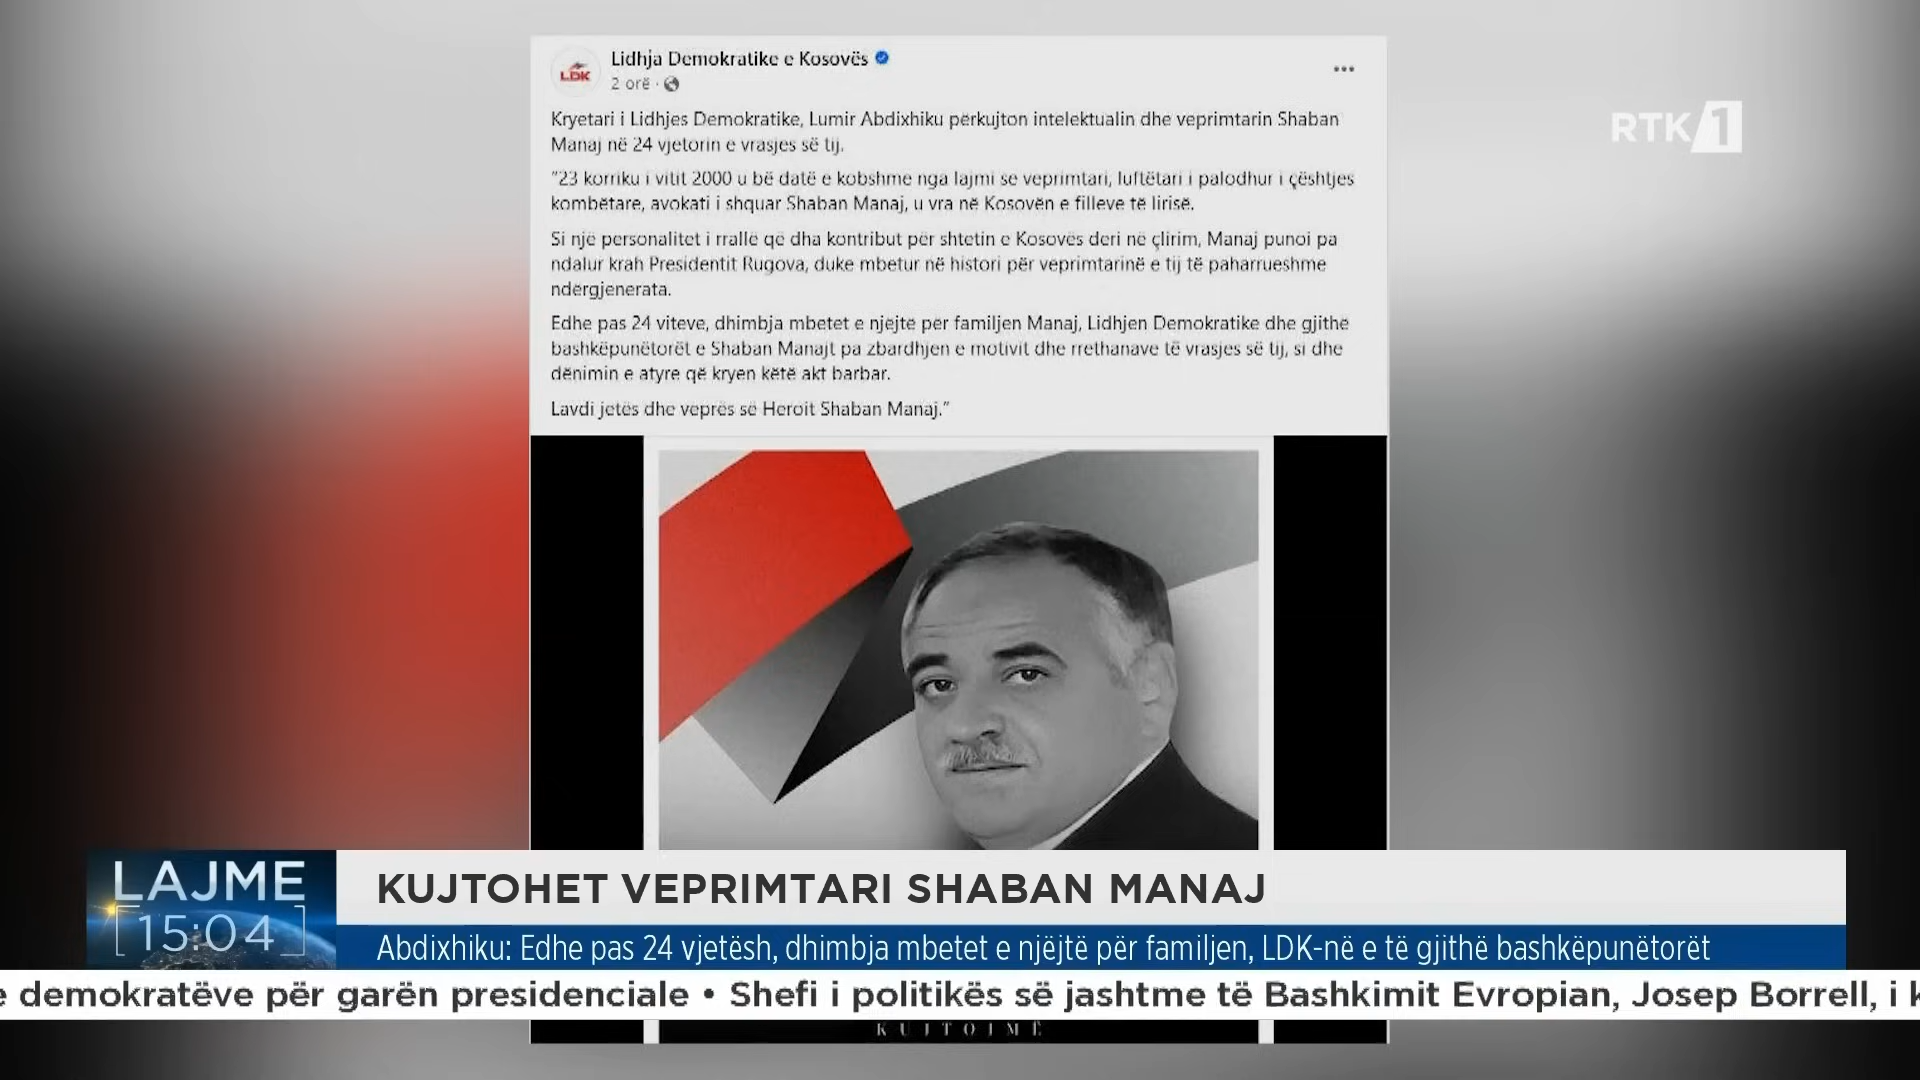 Lidhja Demokratike e Kosovës
LDK
2 orë ·
RTK 1
Kryetari i Lidhjes Demokratike, Lumir Abdixhiku përkujton intelektualin dhe veprimtarin Shaban
Manaj në 24 vjetorin e vrasjes së tij.
"23 korriku i vitit 2000 u bë datë e kobshme nga lajmi se veprimtari, luftëtari i palodhur i çështjes
kombëtare, avokati i shquar Shaban Manaj, u vra në Kosovën e filleve të lirisë.
Si një personalitet i rrallë që dha kontribut për shtetin e Kosovës deri në çlirim, Manaj punoi pa
ndalur krah Presidentit Rugova, duke mbetur në histori për veprimtarinë e tij të paharrueshme
ndërgjenerata.
Edhe pas 24 viteve, dhimbja mbetet e njëjtë për familjen Manaj, Lidhjen Demokratike dhe gjithë
bashkëpunëtorët e Shaban Manajt pa zbardhjen e motivit dhe rrethanave të vrasjes së tij, si dhe
dënimin e atyre që kryen këtë akt barbar.
Lavdi jetës dhe veprës së Heroit Shaban Manaj."
LAJME
15:04
KUJTOHET VEPRIMTARI SHABAN MANAJ
Abdixhiku: Edhe pas 24 vjetësh, dhimbja mbetet e njëjtë për familjen, LDK-në e të gjithë bashkëpunëtorët
e demokratëve për garën presidenciale • Shefi i politikës së jashtme të Bashkimit Evropian, Josep Borrell, i k
KUJTOJMË